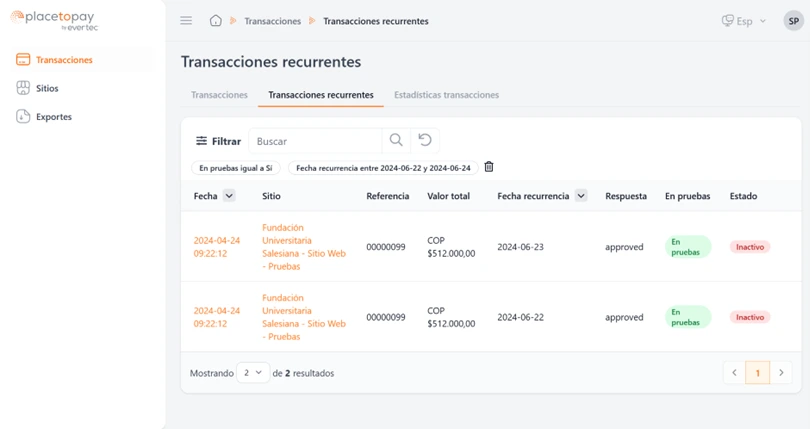 placetopay
by evertec
Transacciones
Sitios
Exportes
Transacciones
Transacciones recurrentes
Esp
SP
Transacciones recurrentes
Transacciones
Transacciones recurrentes
Estadísticas transacciones
Filtrar
Buscar
En pruebas igual a Sí
Fecha recurrencia entre 2024-06-22 y 2024-06-24
Fecha
Sitio
Referencia
Valor total
Fecha recurrencia
Respuesta
En pruebas
Estado
2024-04-24
09:22:12
Fundación
Universitaria
Salesiana - Sitio Web
- Pruebas
00000099
COP
$512.000,00
2024-06-23
approved
En
pruebas
Inactivo
2024-04-24
09:22:12
Fundación
Universitaria
Salesiana - Sitio Web
- Pruebas
00000099
COP
$512.000,00
2024-06-22
approved
En
pruebas
Inactivo
Mostrando 2 de 2 resultados
1